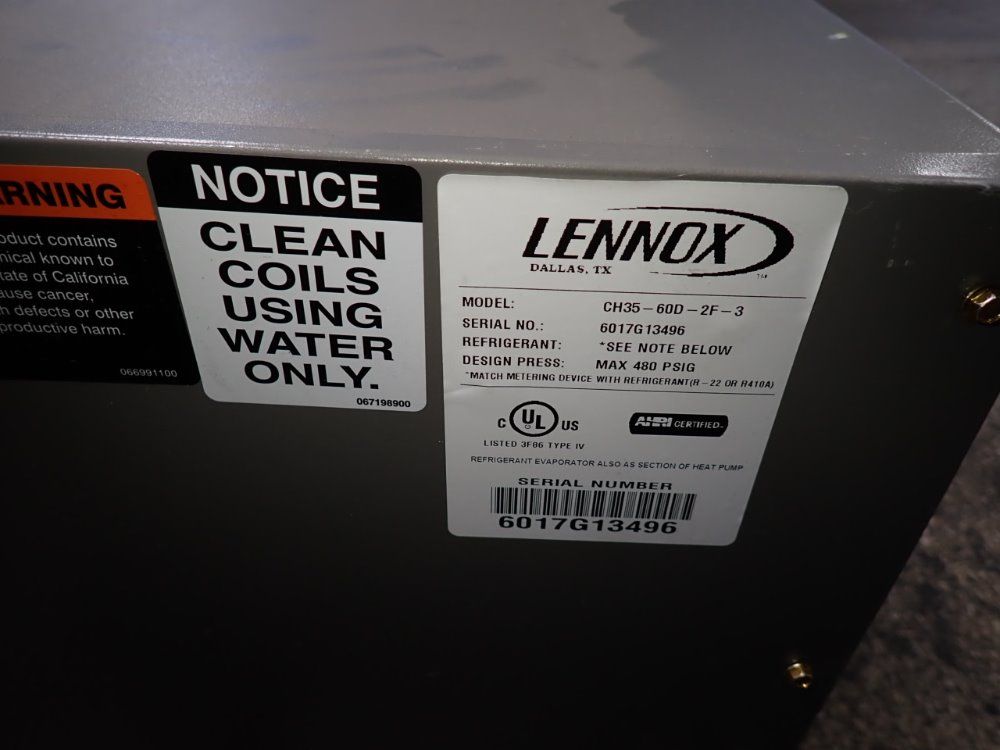 RNING
oduct contains
mical known to
tate of California
ause cancer,
h defects or other
productive harm.
066991100
NOTICE
CLEAN
COILS
USING
WATER
ONLY.
067198900
LENNOX
DALLAS, TX
MODEL: CH35-60D-2F-3
SERIAL NO.: 6017G13496
REFRIGERANT: *SEE NOTE BELOW
DESIGN PRESS: MAX 480 PSIG
*MATCH METERING DEVICE WITH REFRIGERANT(R-22 OR R410A)
C UL US
LISTED 3F86 TYPE IV
AHRI CERTIFIED
REFRIGERANT EVAPORATOR ALSO AS SECTION OF HEAT PUMP
SERIAL NUMBER
6017G13496